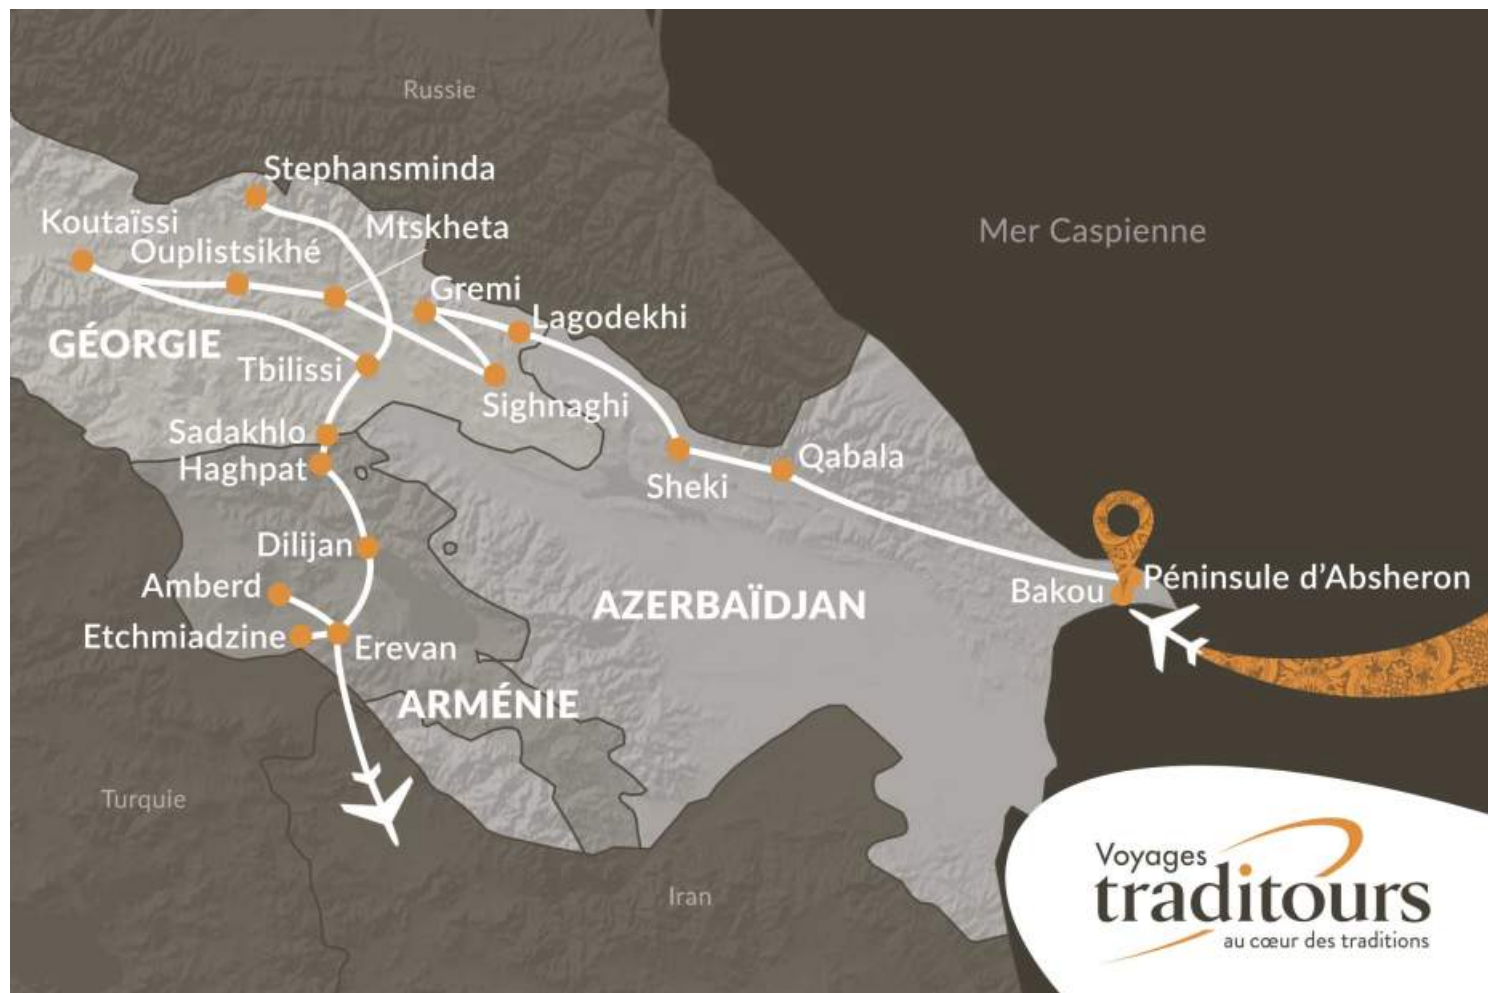 Russie
Stephansminda
Koutaïssi
Mtskheta
Mer Caspienne
Ouplistsikhé
Gremi
Lagodekhi
GÉORGIE
Tbilissi
Sighnaghi
Sadakhlo
Haghpat
Qabala
Sheki
Dilijan
Amberd
Péninsule d'Absheron
Bakou
AZERBAÏDJAN
Etchmiadzine
Erevan
ARMÉNIE
Turquie
Iran
Voyages
traditours
au cœur des traditions